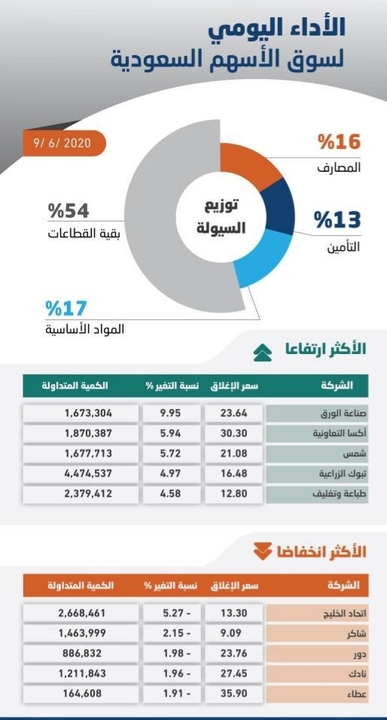 الأداء اليومي
لسوق الأسهم السعودية
9/ 6/ 2020
%16
المصارف
%13
التأمين
توزيع
السيولة
%54
بقية القطاعات
%17
المواد الأساسية
الأكثر ارتفاعا
الشركة سعر الإغلاق نسبة التغير % الكمية المتداولة
صناعة الورق 23.64 9.95 1,673,304
أكسا التعاونية 30.30 5.94 1,870,387
شمس 21.08 5.72 1,677,713
تبوك الزراعية 16.48 4.97 4,474,537
طباعة وتغليف 12.80 4.58 2,379,412
الأكثر انخفاضا
الشركة سعر الإغلاق نسبة التغير % الكمية المتداولة
اتحاد الخليج 13.30 5.27 - 2,668,461
شاكر 9.09 2.15 - 1,463,999
دور 23.76 1.98 - 886,832
نادك 27.45 1.96 - 1,211,843
عطاء 35.90 1.91 - 164,608